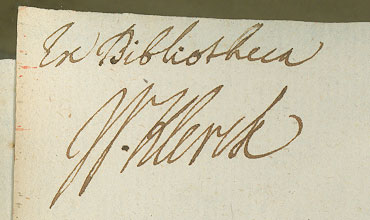 Ex Bibliotheca
W. Klerck